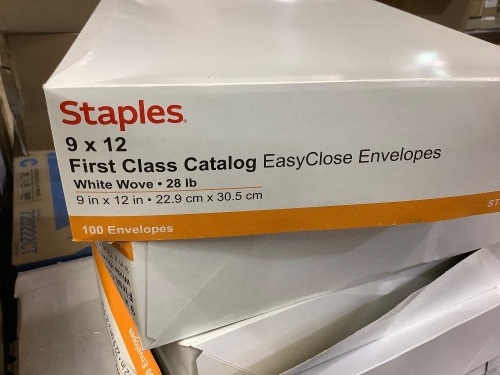 Staples
9 x 12
First Class Catalog EasyClose Envelopes
White Wove • 28 lb
9 in x 12 in • 22.9 cm x 30.5 cm
100 Envelopes
ST